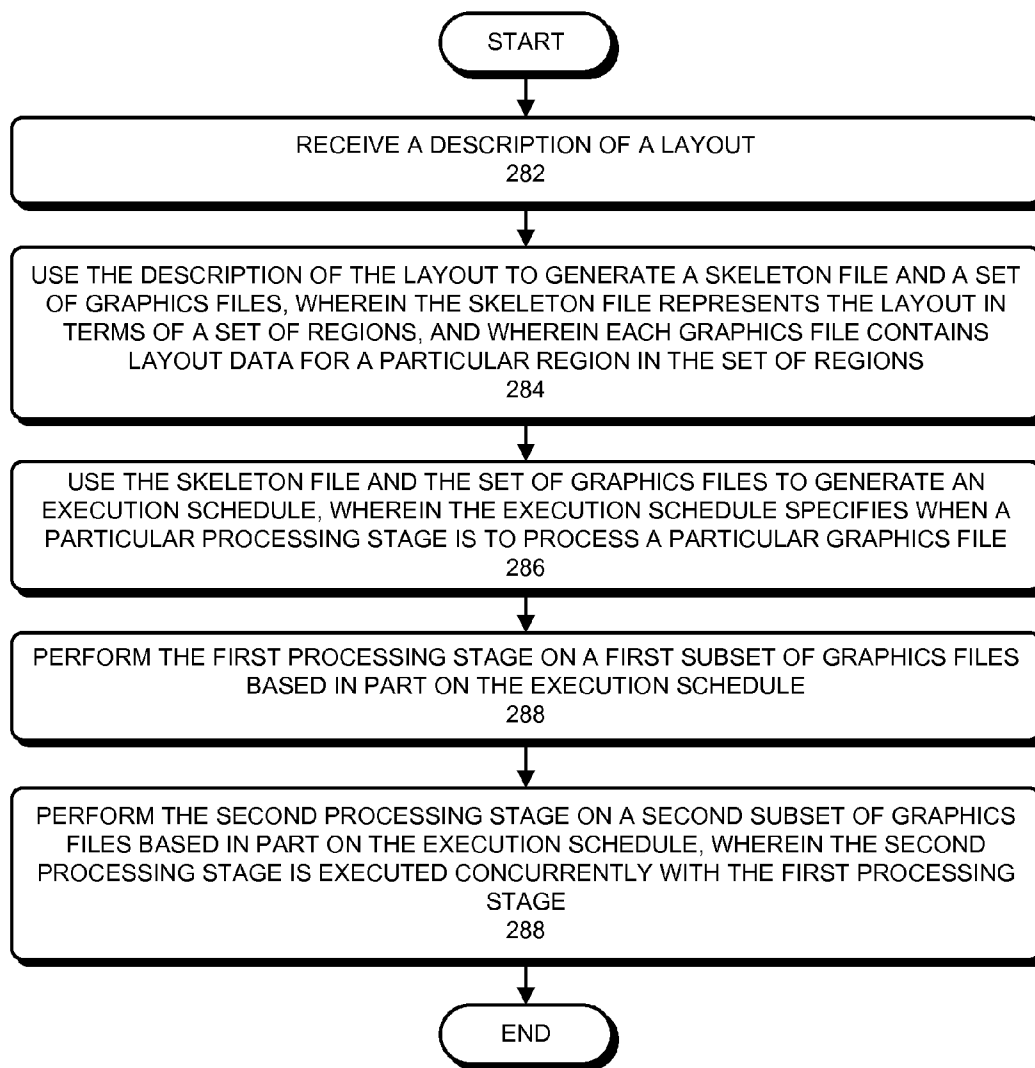 START
RECEIVE A DESCRIPTION OF A LAYOUT
282
USE THE DESCRIPTION OF THE LAYOUT TO GENERATE A SKELETON FILE AND A SET
OF GRAPHICS FILES, WHEREIN THE SKELETON FILE REPRESENTS THE LAYOUT IN
TERMS OF A SET OF REGIONS, AND WHEREIN EACH GRAPHICS FILE CONTAINS
LAYOUT DATA FOR A PARTICULAR REGION IN THE SET OF REGIONS
284
USE THE SKELETON FILE AND THE SET OF GRAPHICS FILES TO GENERATE AN
EXECUTION SCHEDULE, WHEREIN THE EXECUTION SCHEDULE SPECIFIES WHEN A
PARTICULAR PROCESSING STAGE IS TO PROCESS A PARTICULAR GRAPHICS FILE
286
PERFORM THE FIRST PROCESSING STAGE ON A FIRST SUBSET OF GRAPHICS FILES
BASED IN PART ON THE EXECUTION SCHEDULE
288
PERFORM THE SECOND PROCESSING STAGE ON A SECOND SUBSET OF GRAPHICS
FILES BASED IN PART ON THE EXECUTION SCHEDULE, WHEREIN THE SECOND
PROCESSING STAGE IS EXECUTED CONCURRENTLY WITH THE FIRST PROCESSING
STAGE
288
END